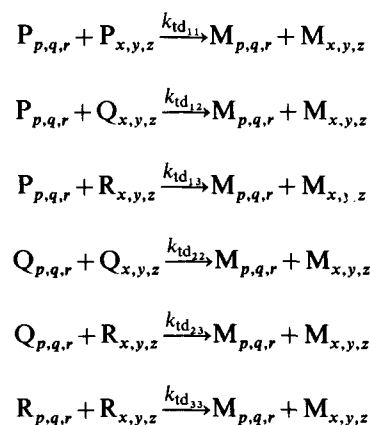 P_{p,q,r} + P_{x,y,z} \xrightarrow{k_{td_{11}}} M_{p,q,r} + M_{x,y,z}
P_{p,q,r} + Q_{x,y,z} \xrightarrow{k_{td_{12}}} M_{p,q,r} + M_{x,y,z}
P_{p,q,r} + R_{x,y,z} \xrightarrow{k_{td_{13}}} M_{p,q,r} + M_{x,y,z}
Q_{p,q,r} + Q_{x,y,z} \xrightarrow{k_{td_{22}}} M_{p,q,r} + M_{x,y,z}
Q_{p,q,r} + R_{x,y,z} \xrightarrow{k_{td_{23}}} M_{p,q,r} + M_{x,y,z}
R_{p,q,r} + R_{x,y,z} \xrightarrow{k_{td_{33}}} M_{p,q,r} + M_{x,y,z}